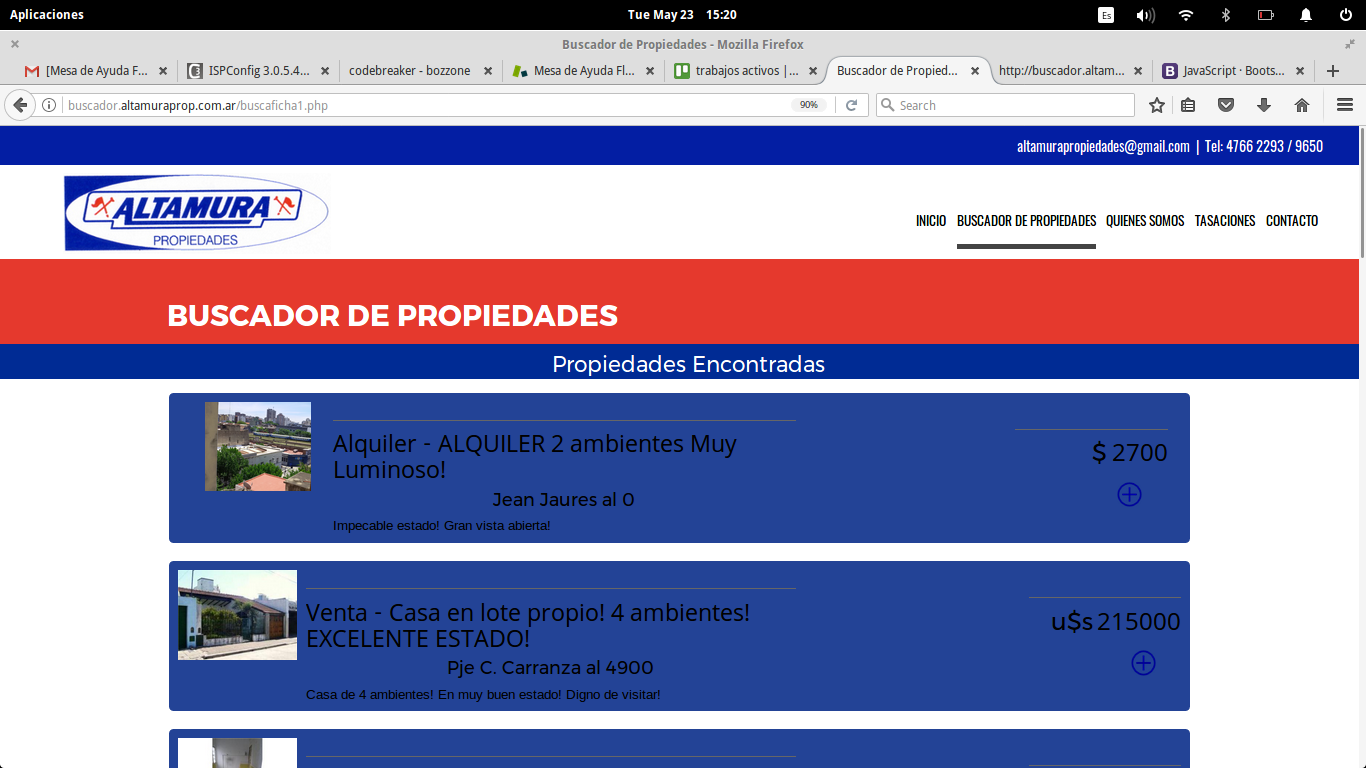 Aplicaciones
Tue May 23 15:20
Es
Buscador de Propiedades - Mozilla Firefox
[Mesa de Ayuda F...
ISPConfig 3.0.5.4...
codebreaker - bozzone
Mesa de Ayuda Fl...
trabajos activos |...
Buscador de Propied...
http://buscador.altam...
JavaScript · Boots...
buscador.altamuraprop.com.ar/buscaficha1.php
90%
Search
altamurapropiedades@gmail.com | Tel: 4766 2293 / 9650
ALTAMURA
PROPIEDADES
INICIO
BUSCADOR DE PROPIEDADES
QUIENES SOMOS
TASACIONES
CONTACTO
BUSCADOR DE PROPIEDADES
Propiedades Encontradas
Alquiler - ALQUILER 2 ambientes Muy
Luminoso!
Jean Jaures al 0
Impecable estado! Gran vista abierta!
$ 2700
Venta - Casa en lote propio! 4 ambientes!
EXCELENTE ESTADO!
Pje C. Carranza al 4900
Casa de 4 ambientes! En muy buen estado! Digno de visitar!
u$s 215000